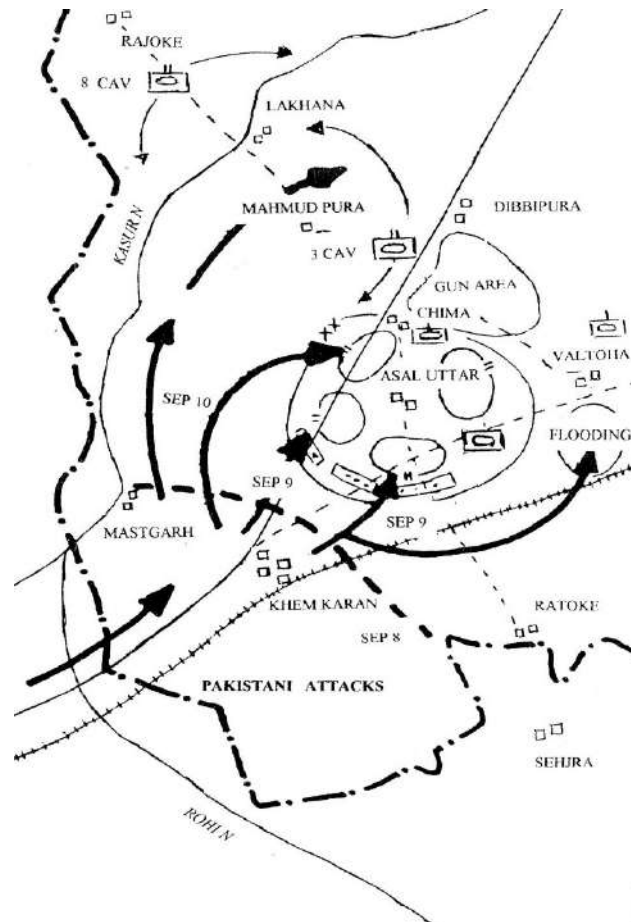 RAJOKE
8 CAV
LAKHANA
KASUR N
MAHMUD PURA
DIBBIPURA
3 CAV
GUN AREA
CHIMA
XX
VALTOHA
ASAL UTTAR
SEP 10
FLOODING
SEP 9
MASTGARH
SEP 9
KHEM KARAN
SEP 8
RATOKE
PAKISTANI ATTACKS
SEHJRA
ROHI N